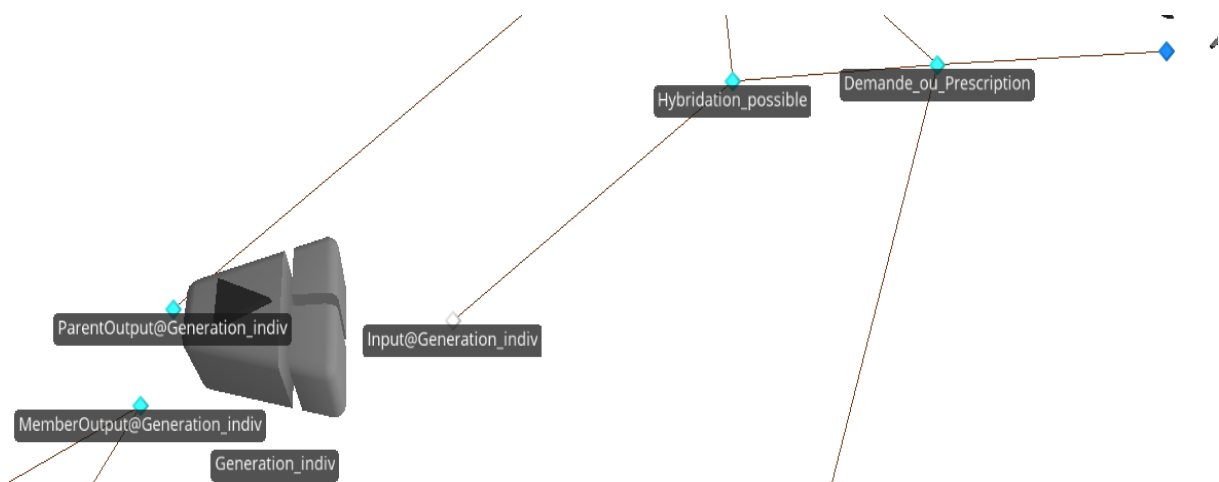 Demande_ou_Prescription
Hybridation_possible
ParentOutput@Generation_indiv
Input@Generation_indiv
MemberOutput@Generation_indiv
Generation_indiv